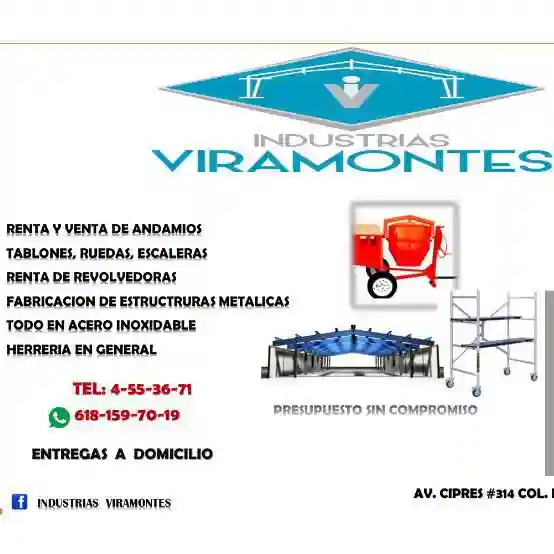 INDUSTRIAS
VIRAMONTES
RENTA Y VENTA DE ANDAMIOS
TABLONES, RUEDAS, ESCALERAS
RENTA DE REVOLVEDORAS
FABRICACION DE ESTRUCTRURAS METALICAS
TODO EN ACERO INOXIDABLE
HERRERIA EN GENERAL
TEL: 4-55-36-71
618-159-70-19
PRESUPUESTO SIN COMPROMISO
ENTREGAS A DOMICILIO
AV. CIPRES #314 COL.
INDUSTRIAS VIRAMONTES